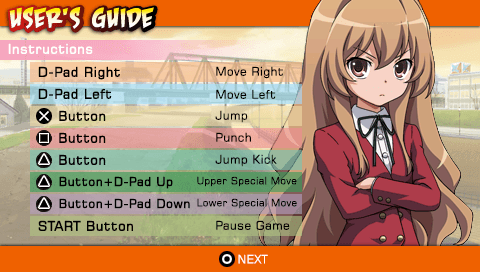 USER'S GUIDE
Instructions
D-Pad Right Move Right
D-Pad Left Move Left
Button Jump
Button Punch
Button Jump Kick
Button+D-Pad Up Upper Special Move
Button+D-Pad Down Lower Special Move
START Button Pause Game
NEXT